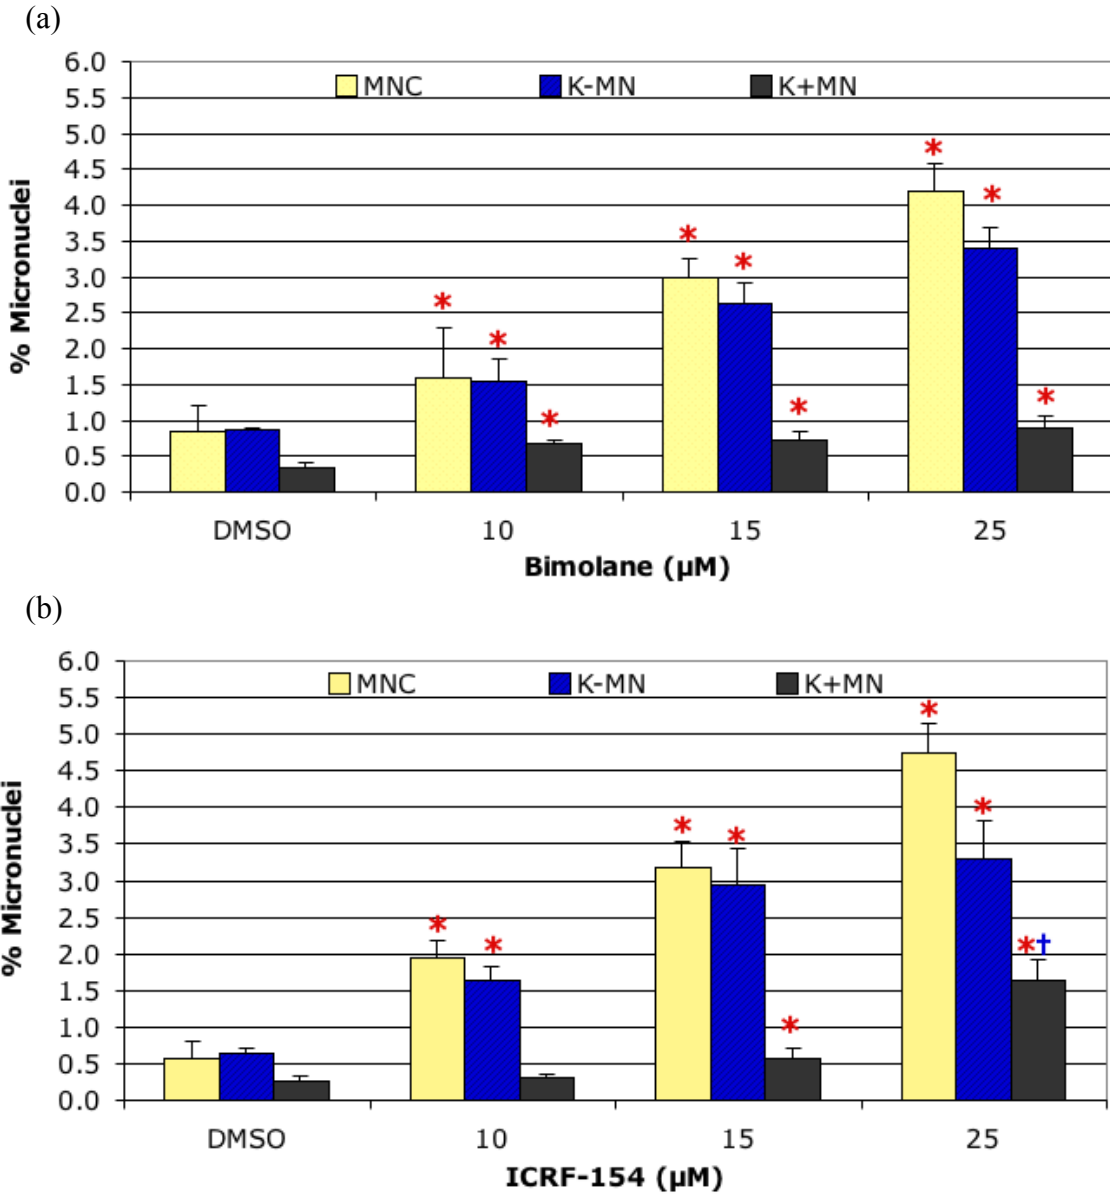 (a)
6.0
MNC K-MN K+MN
5.5
5.0
4.5
4.0
3.5
3.0
2.5
2.0
1.5
1.0
0.5
0.0
% Micronuclei
* * * * * * * * *
DMSO 10 15 25
Bimolane (µM)
(b)
6.0
MNC K-MN K+MN
5.5
5.0
4.5
4.0
3.5
3.0
2.5
2.0
1.5
1.0
0.5
0.0
% Micronuclei
* * * * * * * *†
DMSO 10 15 25
ICRF-154 (µM)